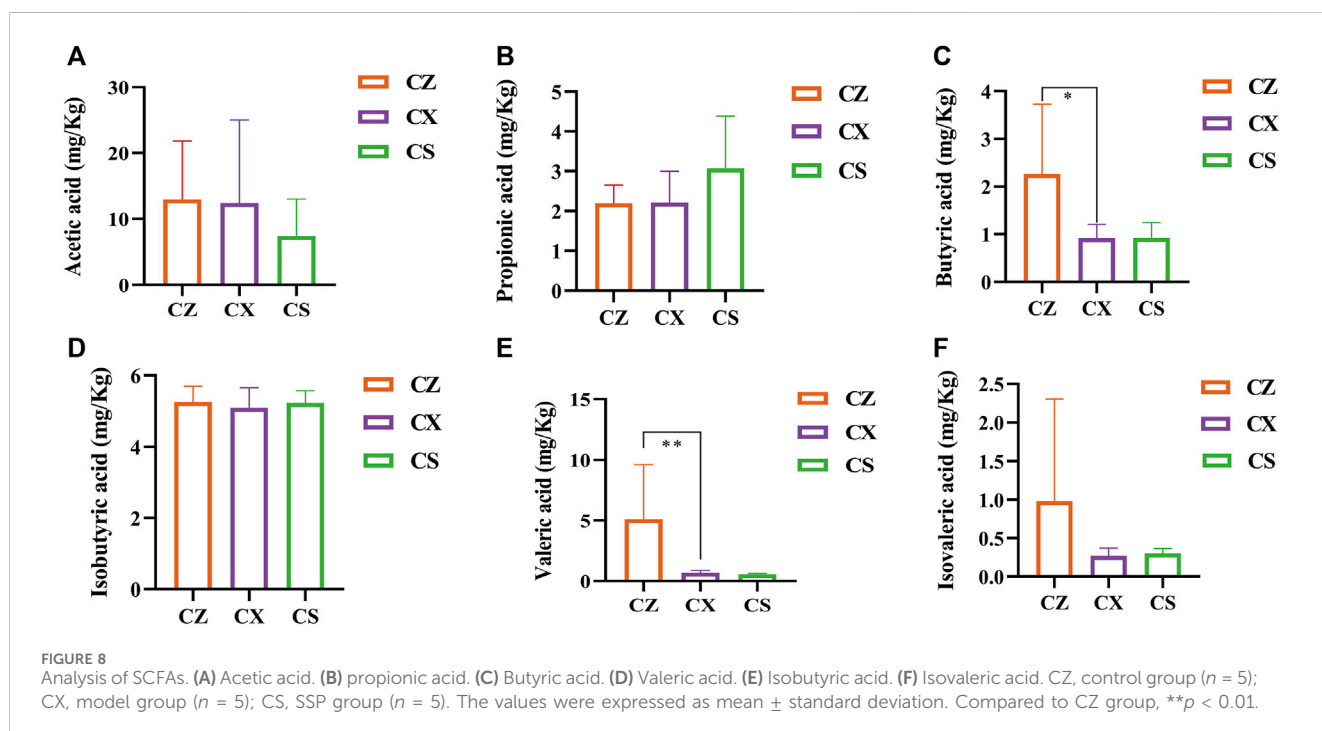 A
Acetic acid (mg/Kg)
30
20
10
0
CZ
CX
CS
CZ
CX
CS
B
Propionic acid (mg/Kg)
5
4
3
2
1
0
CZ
CX
CS
CZ
CX
CS
C
Butyric acid (mg/Kg)
4
3
2
1
0
*
CZ
CX
CS
CZ
CX
CS
D
Isobutyric acid (mg/Kg)
6
4
2
0
CZ
CX
CS
CZ
CX
CS
E
Valeric acid (mg/Kg)
15
10
5
0
**
CZ
CX
CS
CZ
CX
CS
F
Isovaleric acid (mg/Kg)
2.5
2.0
1.5
1.0
0.5
0.0
CZ
CX
CS
CZ
CX
CS
FIGURE 8
Analysis of SCFAs. (A) Acetic acid. (B) propionic acid. (C) Butyric acid. (D) Valeric acid. (E) Isobutyric acid. (F) Isovaleric acid. CZ, control group (n = 5);
CX, model group (n = 5); CS, SSP group (n = 5). The values were expressed as mean ± standard deviation. Compared to CZ group, **p < 0.01.